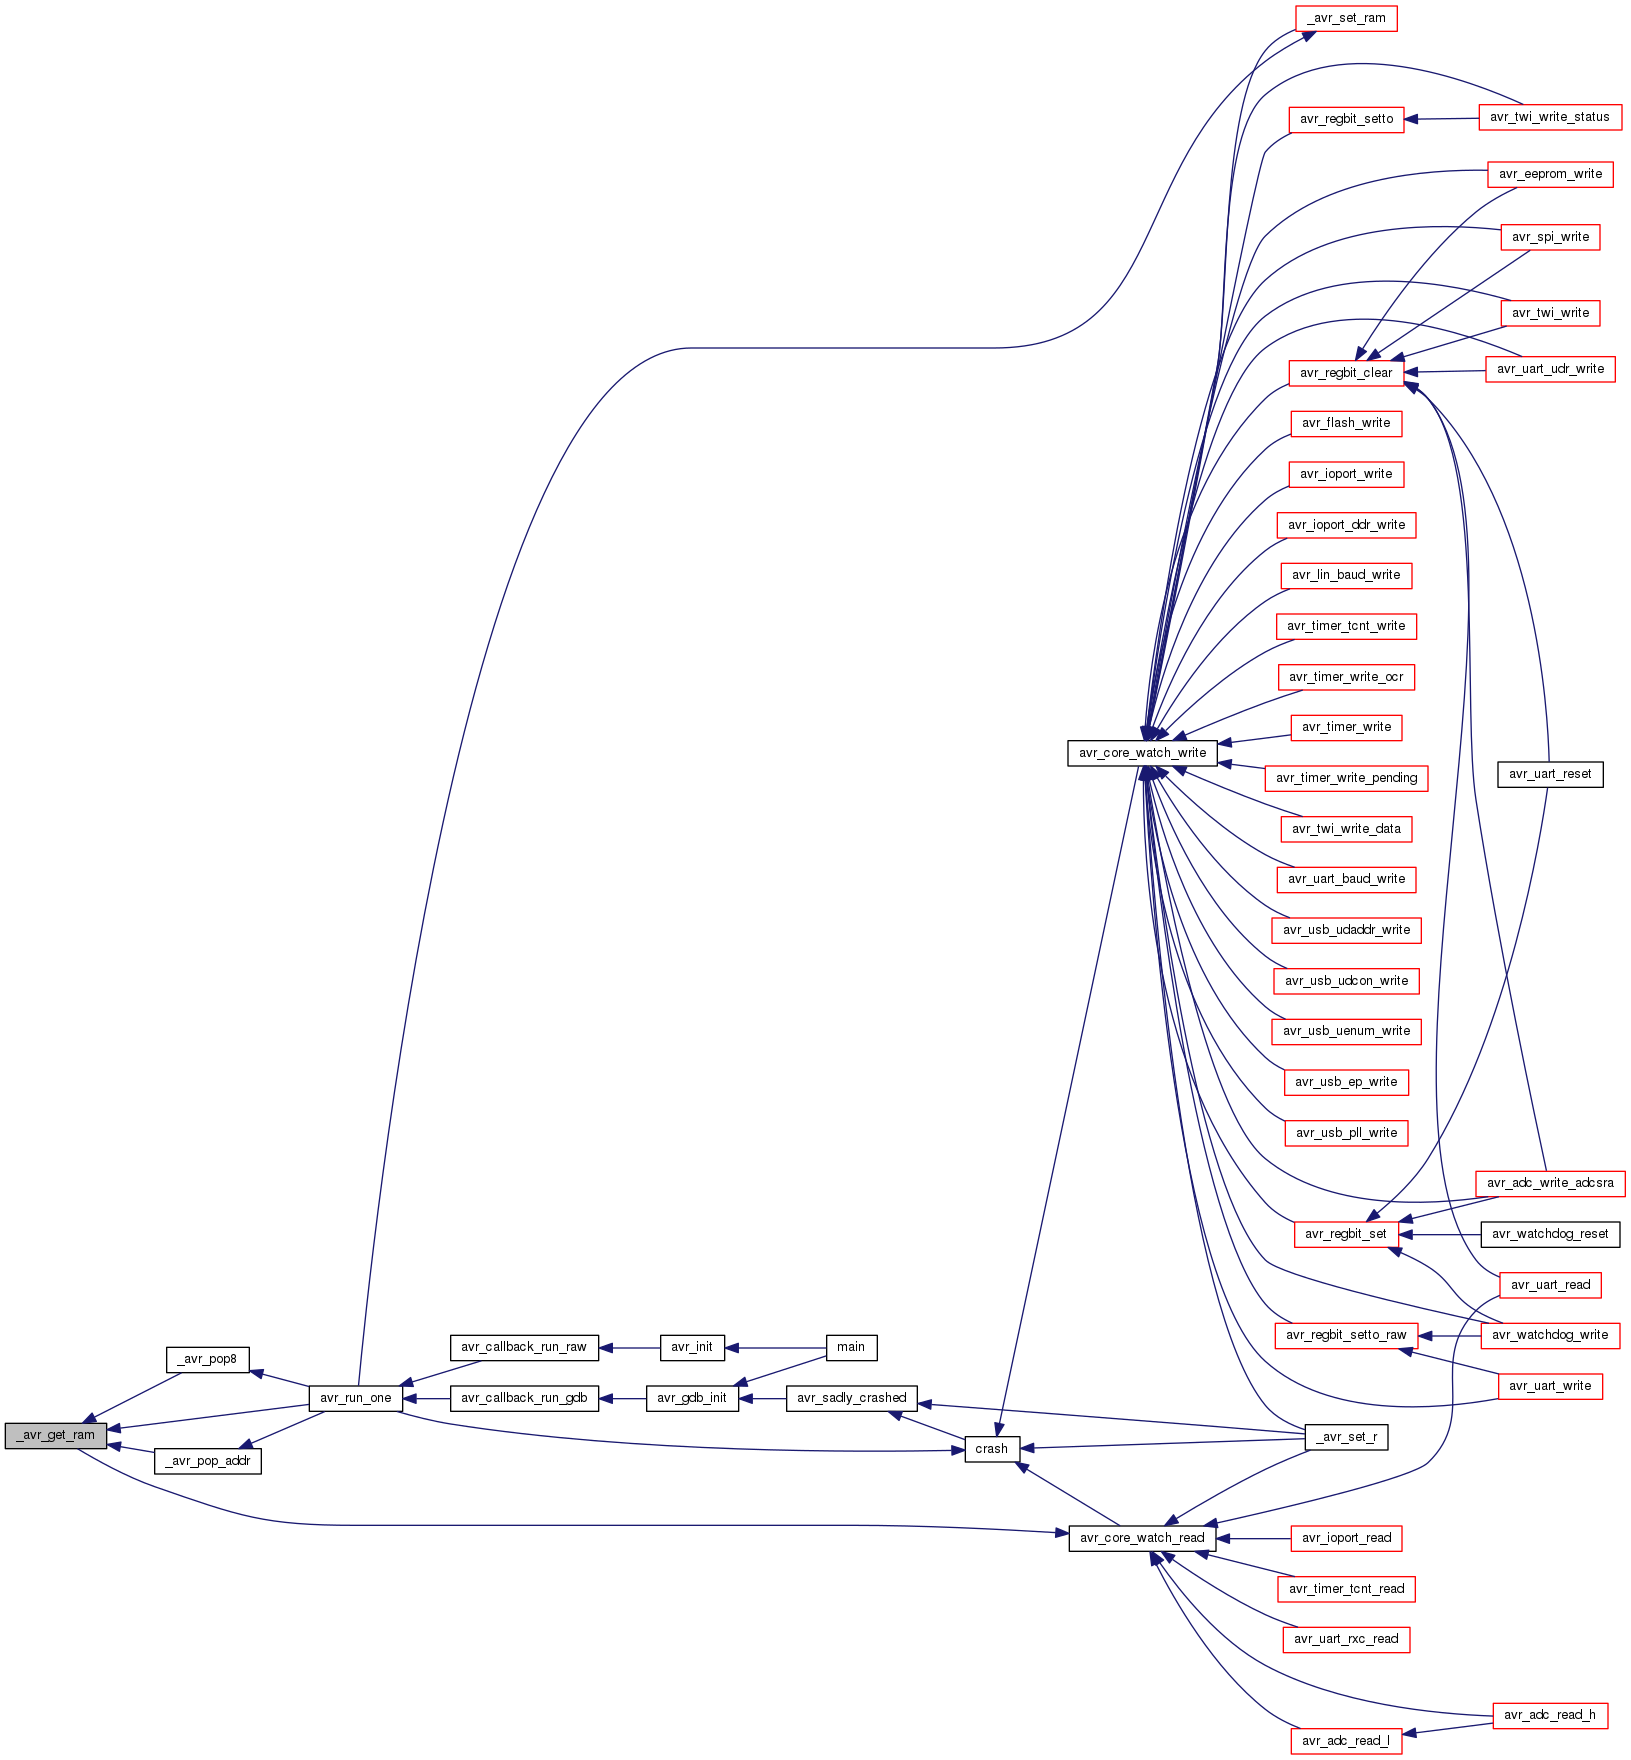 _avr_set_ram
avr_regbit_setto
avr_twi_write_status
avr_eeprom_write
avr_spi_write
avr_twi_write
avr_uart_udr_write
avr_regbit_clear
avr_flash_write
avr_ioport_write
avr_ioport_ddr_write
avr_lin_baud_write
avr_timer_tcnt_write
avr_timer_write_ocr
avr_timer_write
avr_core_watch_write
avr_timer_write_pending
avr_uart_reset
avr_twi_write_data
avr_uart_baud_write
avr_usb_udaddr_write
avr_usb_udcon_write
avr_usb_uenum_write
avr_usb_ep_write
avr_usb_pll_write
avr_adc_write_adcsra
avr_regbit_set
avr_watchdog_reset
avr_uart_read
avr_regbit_setto_raw
avr_watchdog_write
avr_callback_run_raw
avr_init
main
_avr_pop8
avr_run_one
avr_callback_run_gdb
avr_gdb_init
avr_sadly_crashed
avr_uart_write
_avr_get_ram
_avr_set_r
crash
_avr_pop_addr
avr_core_watch_read
avr_ioport_read
avr_timer_tcnt_read
avr_uart_rxc_read
avr_adc_read_h
avr_adc_read_l